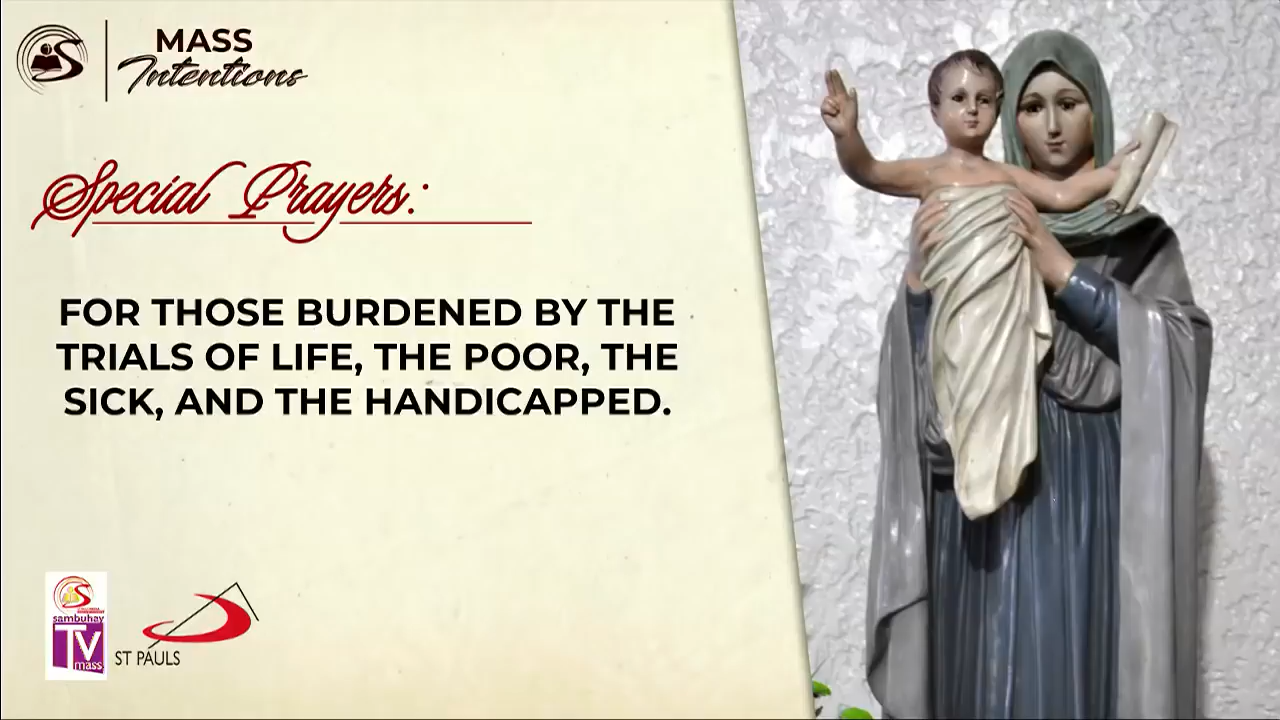 MASS
Intentions
Special Prayers:
FOR THOSE BURDENED BY THE
TRIALS OF LIFE, THE POOR, THE
SICK, AND THE HANDICAPPED.
sambuhay
TV
mass
ST PAULS